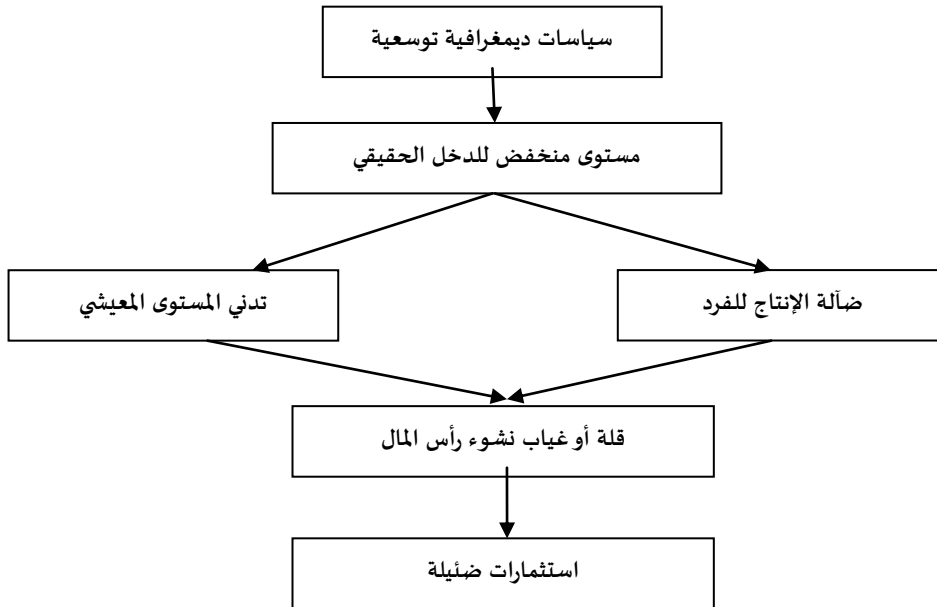 سياسات ديمغرافية توسعية
مستوى منخفض للدخل الحقيقي
ضآلة الإنتاج للفرد
تدني المستوى المعيشي
قلة أو غياب نشوء رأس المال
استثمارات ضئيلة